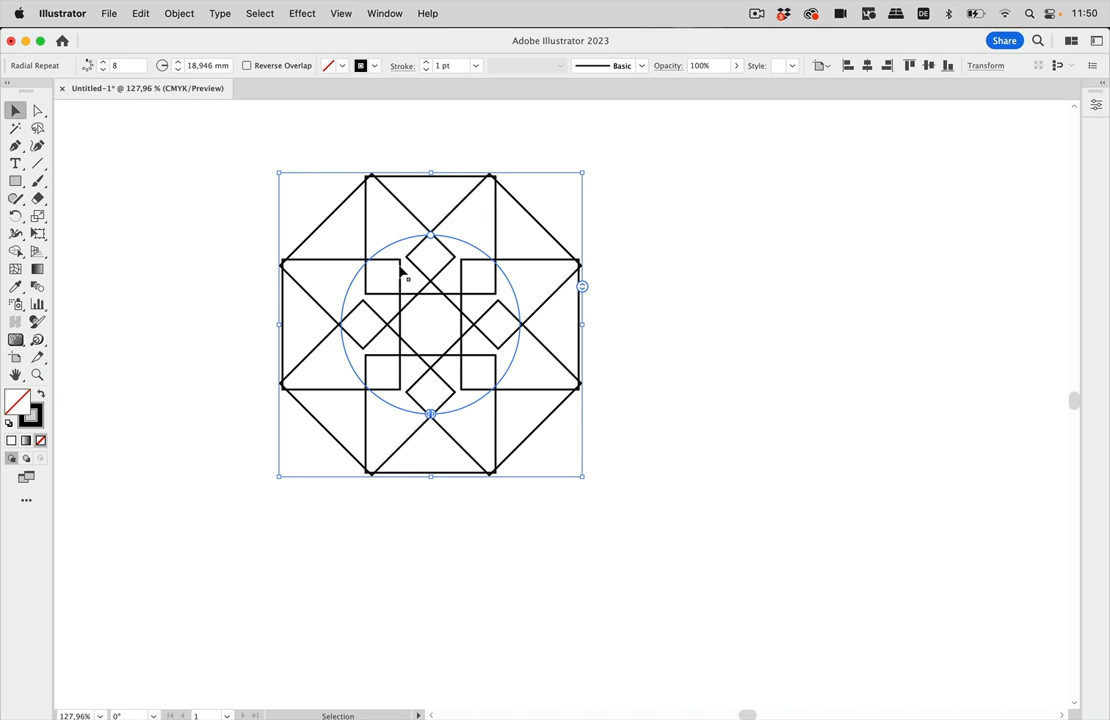 Illustrator File Edit Object Type Select Effect View Window Help DE 11:50
Adobe Illustrator 2023 Share
Radial Repeat 8 18,946 mm Reverse Overlap Stroke: 1 pt Basic Opacity: 100% Style: Transform
Untitled-1* @ 127,96 % (CMYK/Preview)
127,96% 0° 1 Selection